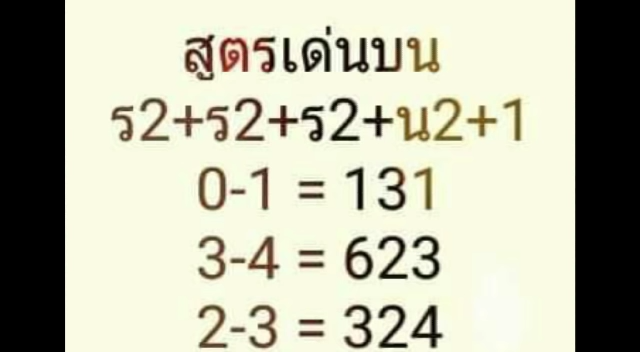 สูตรเด่นบน
ร2+ร2+ร2+น2+1
0-1 = 131
3-4 = 623
2-3 = 324